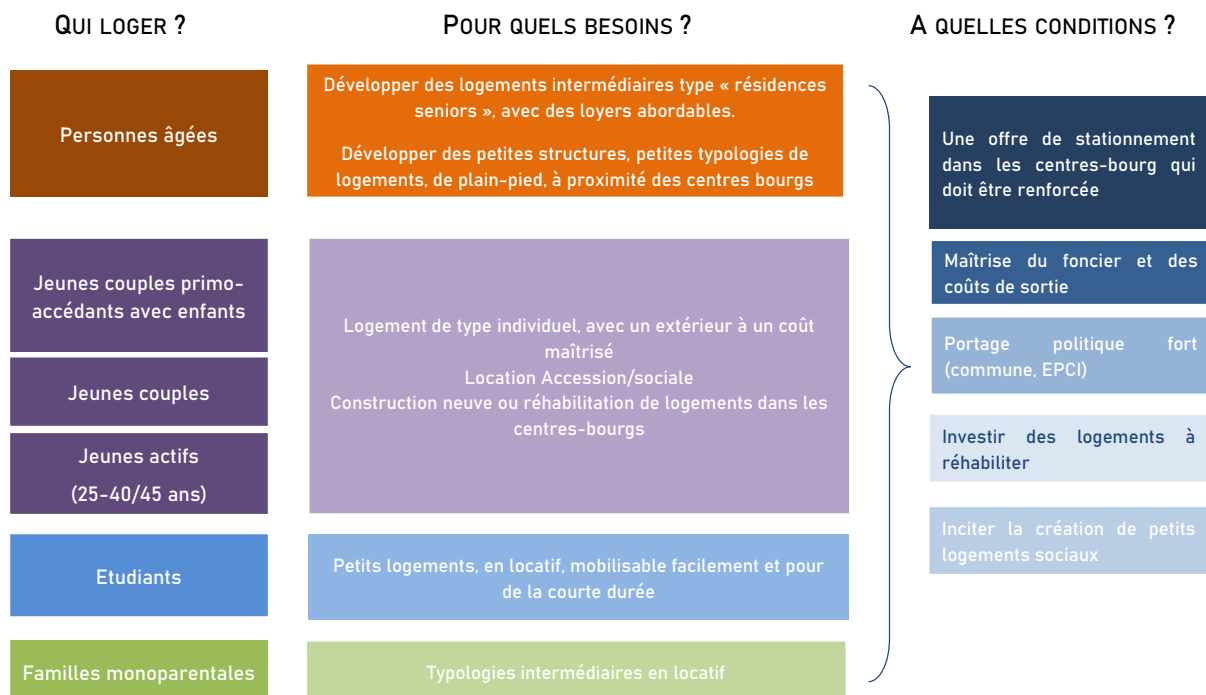 QUI LOGER ?
POUR QUELS BESOINS ?
A QUELLES CONDITIONS ?
Personnes âgées
Développer des logements intermédiaires type « résidences
seniors », avec des loyers abordables.
Développer des petites structures, petites typologies de
logements, de plain-pied, à proximité des centres bourgs
Jeunes couples primo-
accédants avec enfants
Jeunes couples
Jeunes actifs
(25-40/45 ans)
Logement de type individuel, avec un extérieur à un coût
maîtrisé
Location Accession/sociale
Construction neuve ou réhabilitation de logements dans les
centres-bourgs
Etudiants
Petits logements, en locatif, mobilisable facilement et pour
de la courte durée
Familles monoparentales
Typologies intermédiaires en locatif
Une offre de stationnement
dans les centres-bourg qui
doit être renforcée
Maîtrise du foncier et des
coûts de sortie
Portage politique fort
(commune, EPCI)
Investir des logements à
réhabiliter
Inciter la création de petits
logements sociaux